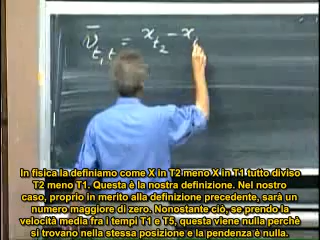 v̄ t₁t = x t₂ - x t
In fisica la definiamo come X in T2 meno X in T1 tutto diviso
T2 meno T1. Questa è la nostra definizione. Nel nostro
caso, proprio in merito alla definizione precedente, sarà un
numero maggiore di zero. Nonostante ciò, se prendo la
velocità media fra i tempi T1 e T5, questa viene nulla perchè
si trovano nella stessa posizione e la pendenza è nulla.